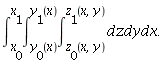 ∫_{x_0}^{x_1} ∫_{y_0(x)}^{y_1(x)} ∫_{z_0(x, y)}^{z_1(x, y)} dzdydx.